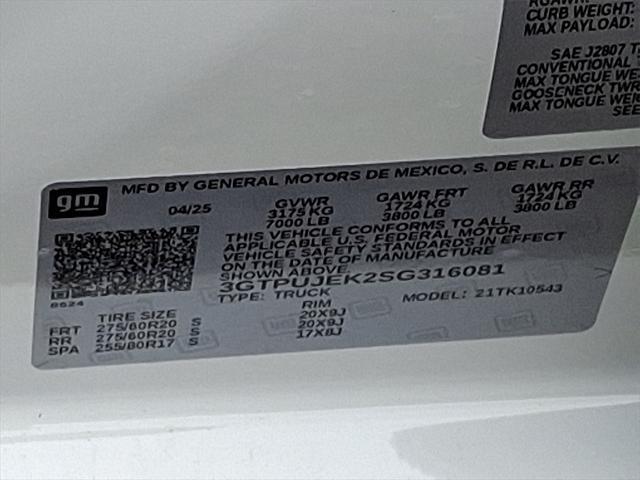 RGAWR:
CURB WEIGHT:
MAX PAYLOAD:
SAE J2807
CONVENTIONAL
MAX TONGUE
GOOSENECK
MAX TONGUE
SEE
gm
MFD BY GENERAL MOTORS DE MEXICO, S. DE R.L. DE C.V.
04/25 GVWR GAWR FRT GAWR RR
3175 KG 1724 KG 1724 KG
7000 LB 3800 LB 3800 LB
THIS VEHICLE CONFORMS TO ALL
APPLICABLE U.S. FEDERAL MOTOR
VEHICLE SAFETY STANDARDS IN EFFECT
ON THE DATE OF MANUFACTURE
SHOWN ABOVE.
3GTPUJEK2SG316081
TYPE: TRUCK MODEL: 21TK10543
8624
TIRE SIZE RIM
FRT 275/60R20 S 20X9J
RR 275/60R20 S 20X9J
SPA 255/80R17 S 17X8J